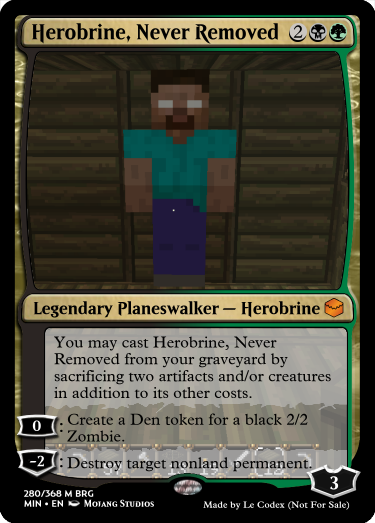 Herobrine, Never Removed 2
Legendary Planeswalker — Herobrine
You may cast Herobrine, Never
Removed from your graveyard by
sacrificing two artifacts and/or creatures
in addition to its other costs.
0 : Create a Den token for a black 2/2
Zombie.
-2 : Destroy target nonland permanent.
3
280/368 M BRG
MIN • EN Mojang Studios
Made by Le Codex (Not For Sale)